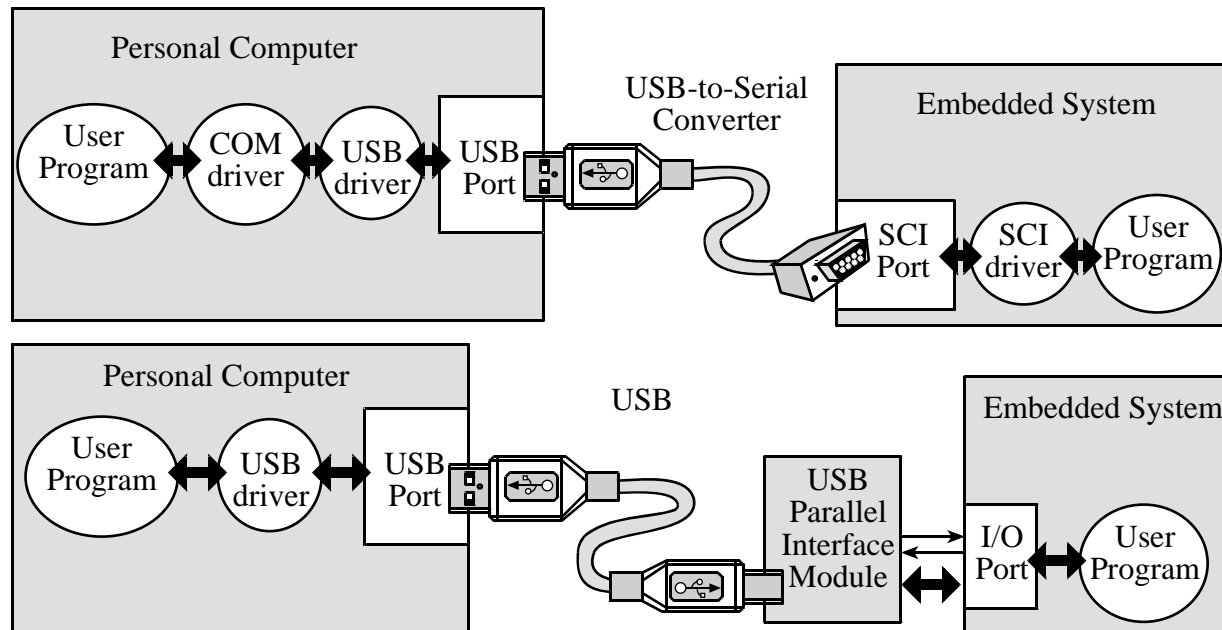 Personal Computer
User
Program
COM
driver
USB
driver
USB
Port
USB-to-Serial
Converter
Embedded System
SCI
Port
SCI
driver
User
Program
Personal Computer
User
Program
USB
driver
USB
Port
USB
USB
Parallel
Interface
Module
Embedded System
I/O
Port
User
Program